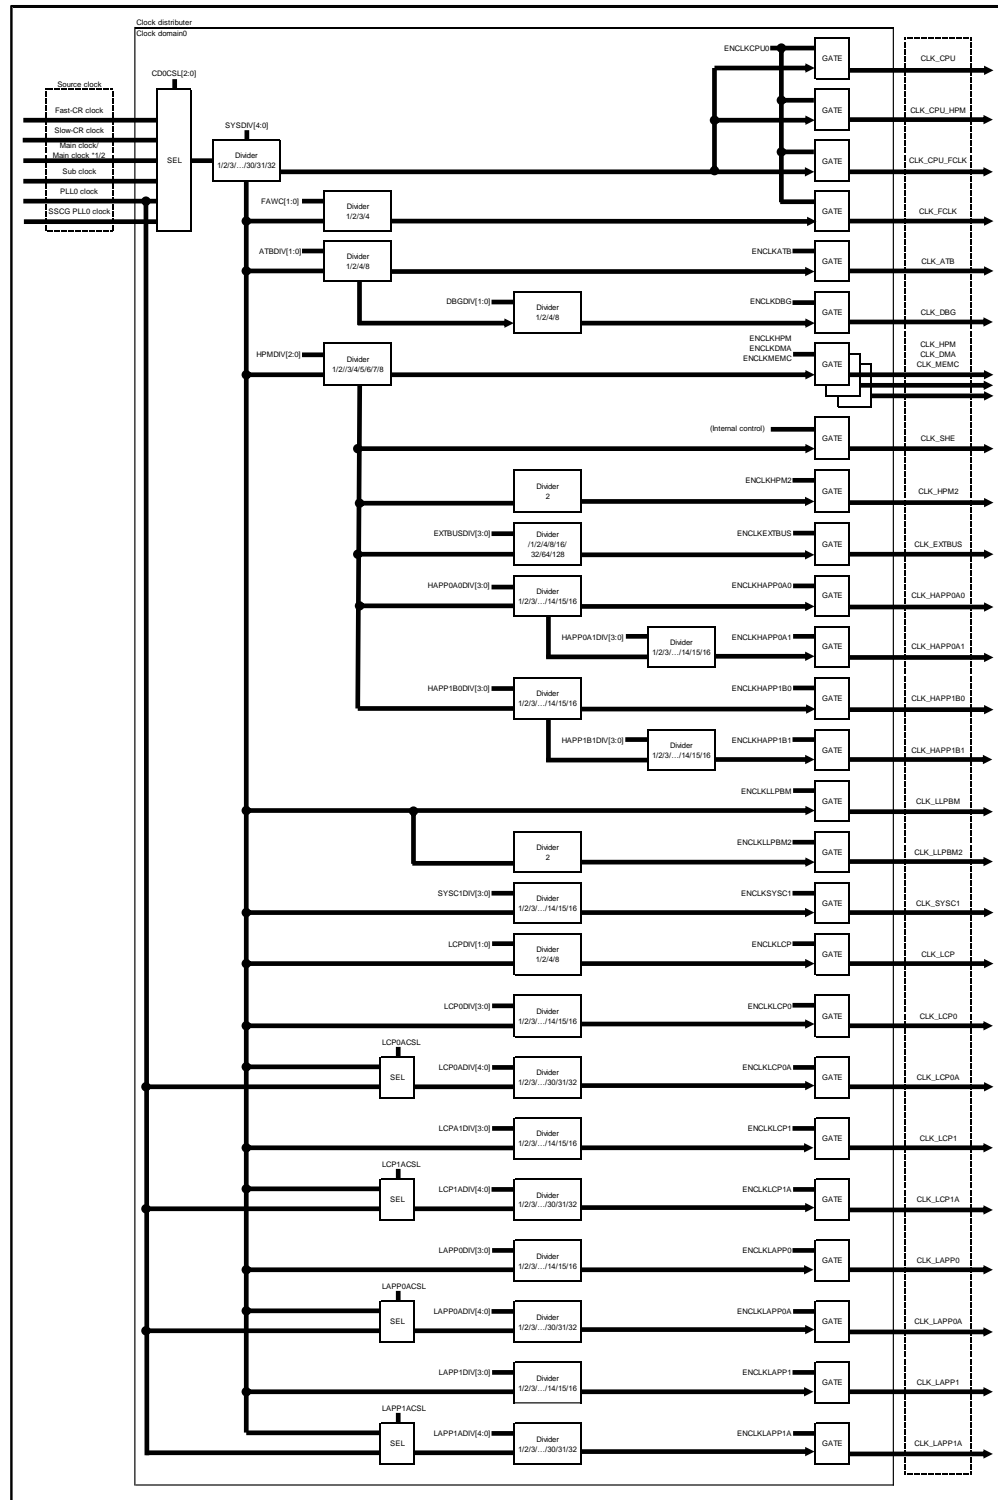 Clock distributer
Clock domain0
ENCLKCPU0
GATE
CLK_CPU
CD0CSL[2:0]
Source clock
Fast-CR clock
Slow-CR clock
Main clock/
Main clock *1/2
Sub clock
PLL0 clock
SSCG PLL0 clock
SEL
SYSDIV[4:0]
Divider
1/2/3/.../30/31/32
GATE
CLK_CPU_HPM
GATE
CLK_CPU_FCLK
FAWC[1:0]
Divider
1/2/3/4
GATE
CLK_FCLK
ATBDIV[1:0]
Divider
1/2/4/8
ENCLKATB
GATE
CLK_ATB
DBGDIV[1:0]
Divider
1/2/4/8
ENCLKDBG
GATE
CLK_DBG
HPMDIV[2:0]
Divider
1/2//3/4/5/6/7/8
ENCLKHPM
ENCLKDMA
ENCLKMEMC
GATE
CLK_HPM
CLK_DMA
CLK_MEMC
(Internal control)
GATE
CLK_SHE
Divider
2
ENCLKHPM2
GATE
CLK_HPM2
EXTBUSDIV[3:0]
Divider
/1/2/4/8/16/
32/64/128
ENCLKEXTBUS
GATE
CLK_EXTBUS
HAPP0A0DIV[3:0]
Divider
1/2/3/.../14/15/16
ENCLKHAPP0A0
GATE
CLK_HAPP0A0
HAPP0A1DIV[3:0]
Divider
1/2/3/.../14/15/16
ENCLKHAPP0A1
GATE
CLK_HAPP0A1
HAPP1B0DIV[3:0]
Divider
1/2/3/.../14/15/16
ENCLKHAPP1B0
GATE
CLK_HAPP1B0
HAPP1B1DIV[3:0]
Divider
1/2/3/.../14/15/16
ENCLKHAPP1B1
GATE
CLK_HAPP1B1
ENCLKLLPBM
GATE
CLK_LLPBM
Divider
2
ENCLKLLPBM2
GATE
CLK_LLPBM2
SYSC1DIV[3:0]
Divider
1/2/3/.../14/15/16
ENCLKSYSC1
GATE
CLK_SYSC1
LCPDIV[1:0]
Divider
1/2/4/8
ENCLKLCP
GATE
CLK_LCP
LCP0DIV[3:0]
Divider
1/2/3/.../14/15/16
ENCLKLCP0
GATE
CLK_LCP0
LCP0ACSL
SEL
LCP0ADIV[4:0]
Divider
1/2/3/.../30/31/32
ENCLKLCP0A
GATE
CLK_LCP0A
LCPA1DIV[3:0]
Divider
1/2/3/.../14/15/16
ENCLKLCP1
GATE
CLK_LCP1
LCP1ACSL
SEL
LCP1ADIV[4:0]
Divider
1/2/3/.../30/31/32
ENCLKLCP1A
GATE
CLK_LCP1A
LAPP0DIV[3:0]
Divider
1/2/3/.../14/15/16
ENCLKLAPP0
GATE
CLK_LAPP0
LAPP0ACSL
SEL
LAPP0ADIV[4:0]
Divider
1/2/3/.../30/31/32
ENCLKLAPP0A
GATE
CLK_LAPP0A
LAPP1DIV[3:0]
Divider
1/2/3/.../14/15/16
ENCLKLAPP1
GATE
CLK_LAPP1
LAPP1ACSL
SEL
LAPP1ADIV[4:0]
Divider
1/2/3/.../30/31/32
ENCLKLAPP1A
GATE
CLK_LAPP1A